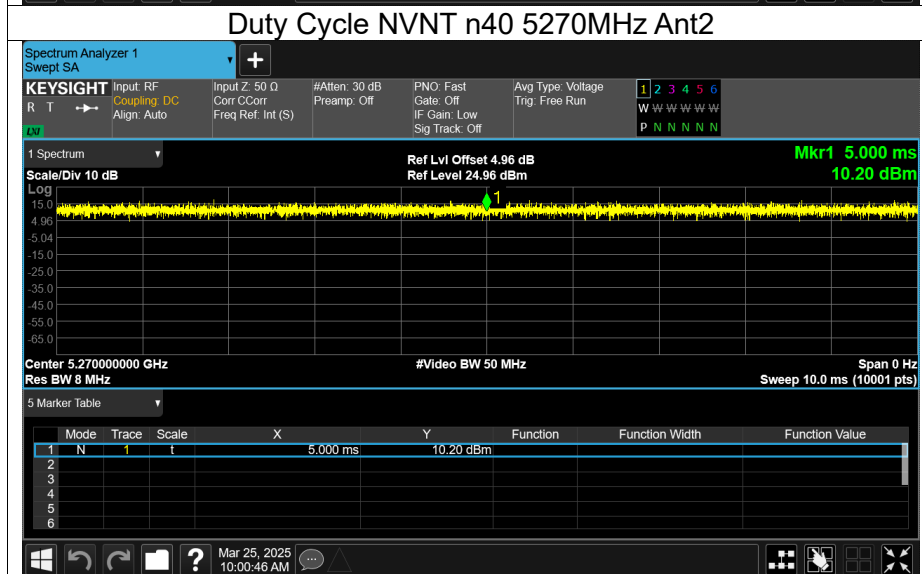 Duty Cycle NVNT n40 5270MHz Ant2
Spectrum Analyzer 1
Swept SA
+
KEYSIGHT Input: RF Input Z: 50 Ω #Atten: 30 dB PNO: Fast Avg Type: Voltage 1 2 3 4 5 6
R T Coupling: DC Corr CCorr Preamp: Off Gate: Off Trig: Free Run W W W W W W
Align: Auto Freq Ref: Int (S) IF Gain: Low
LXI Sig Track: Off P N N N N N
1 Spectrum Ref Lvl Offset 4.96 dB Mkr1 5.000 ms
Scale/Div 10 dB Ref Level 24.96 dBm 10.20 dBm
Log
1
15.0
4.96
-5.04
-15.0
-25.0
-35.0
-45.0
-55.0
-65.0
Center 5.270000000 GHz #Video BW 50 MHz Span 0 Hz
Res BW 8 MHz Sweep 10.0 ms (10001 pts)
5 Marker Table
Mode Trace Scale X Y Function Function Width Function Value
1 N 1 t 5.000 ms 10.20 dBm
2
3
4
5
6
? Mar 25, 2025
10:00:46 AM